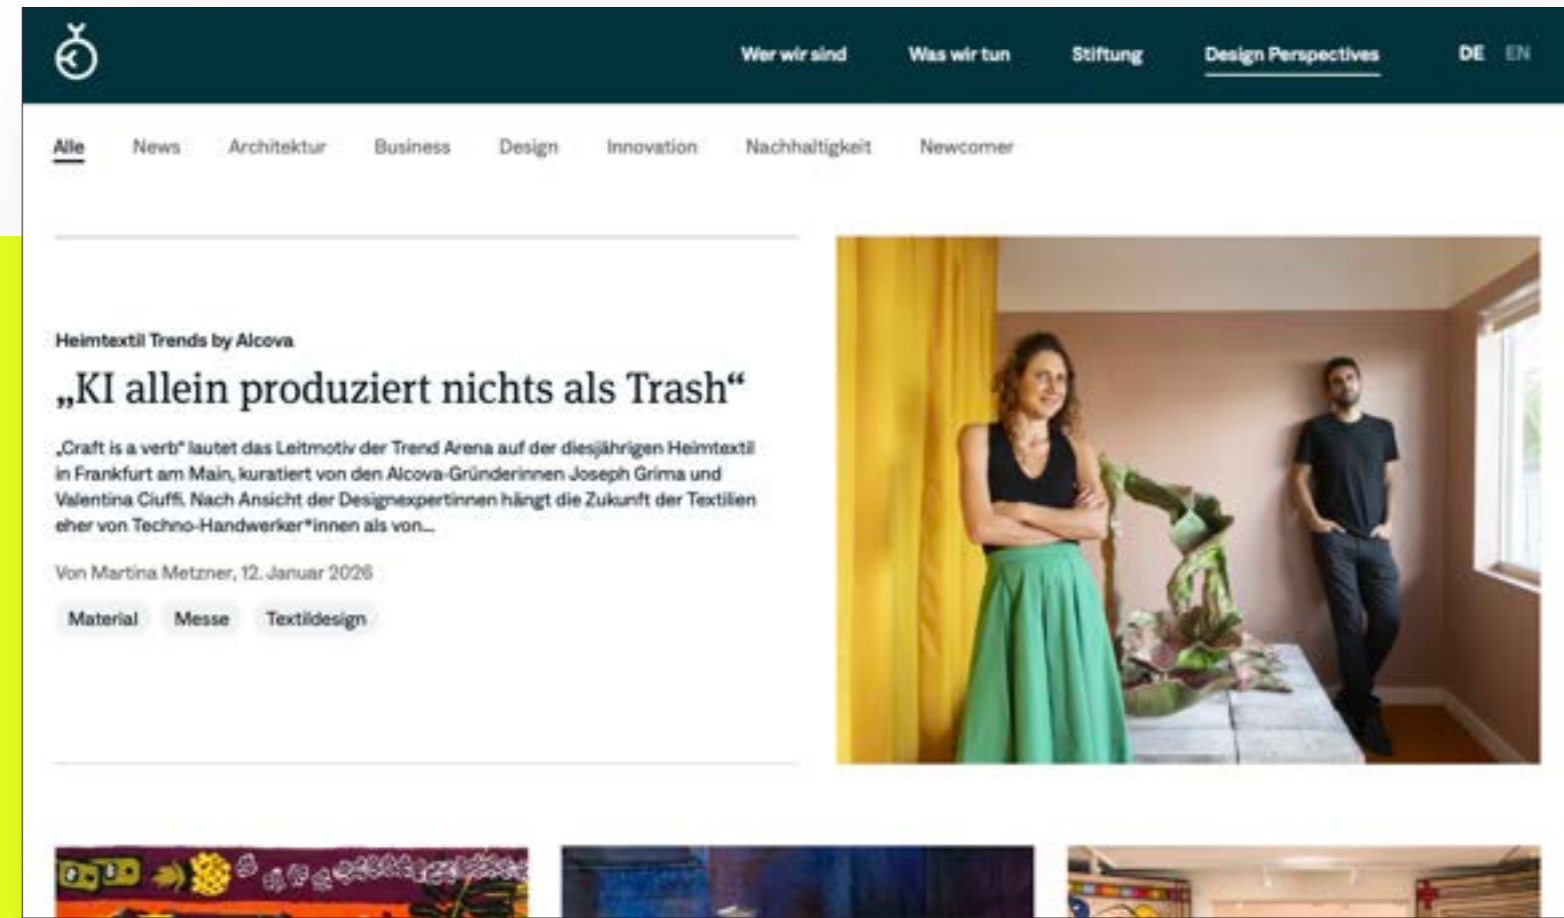 Wer wir sind Was wir tun Stiftung Design Perspectives DE EN
Alle News Architektur Business Design Innovation Nachhaltigkeit Newcomer
Heimtextil Trends by Alcova
„KI allein produziert nichts als Trash“
„Craft is a verb“ lautet das Leitmotiv der Trend Arena auf der diesjährigen Heimtextil
in Frankfurt am Main, kuratiert von den Alcova-Gründerinnen Joseph Grima und
Valentina Ciuffi. Nach Ansicht der Designexpertinnen hängt die Zukunft der Textilien
eher von Techno-Handwerker*innen als von...
Von Martina Metzner, 12. Januar 2026
Material Messe Textildesign